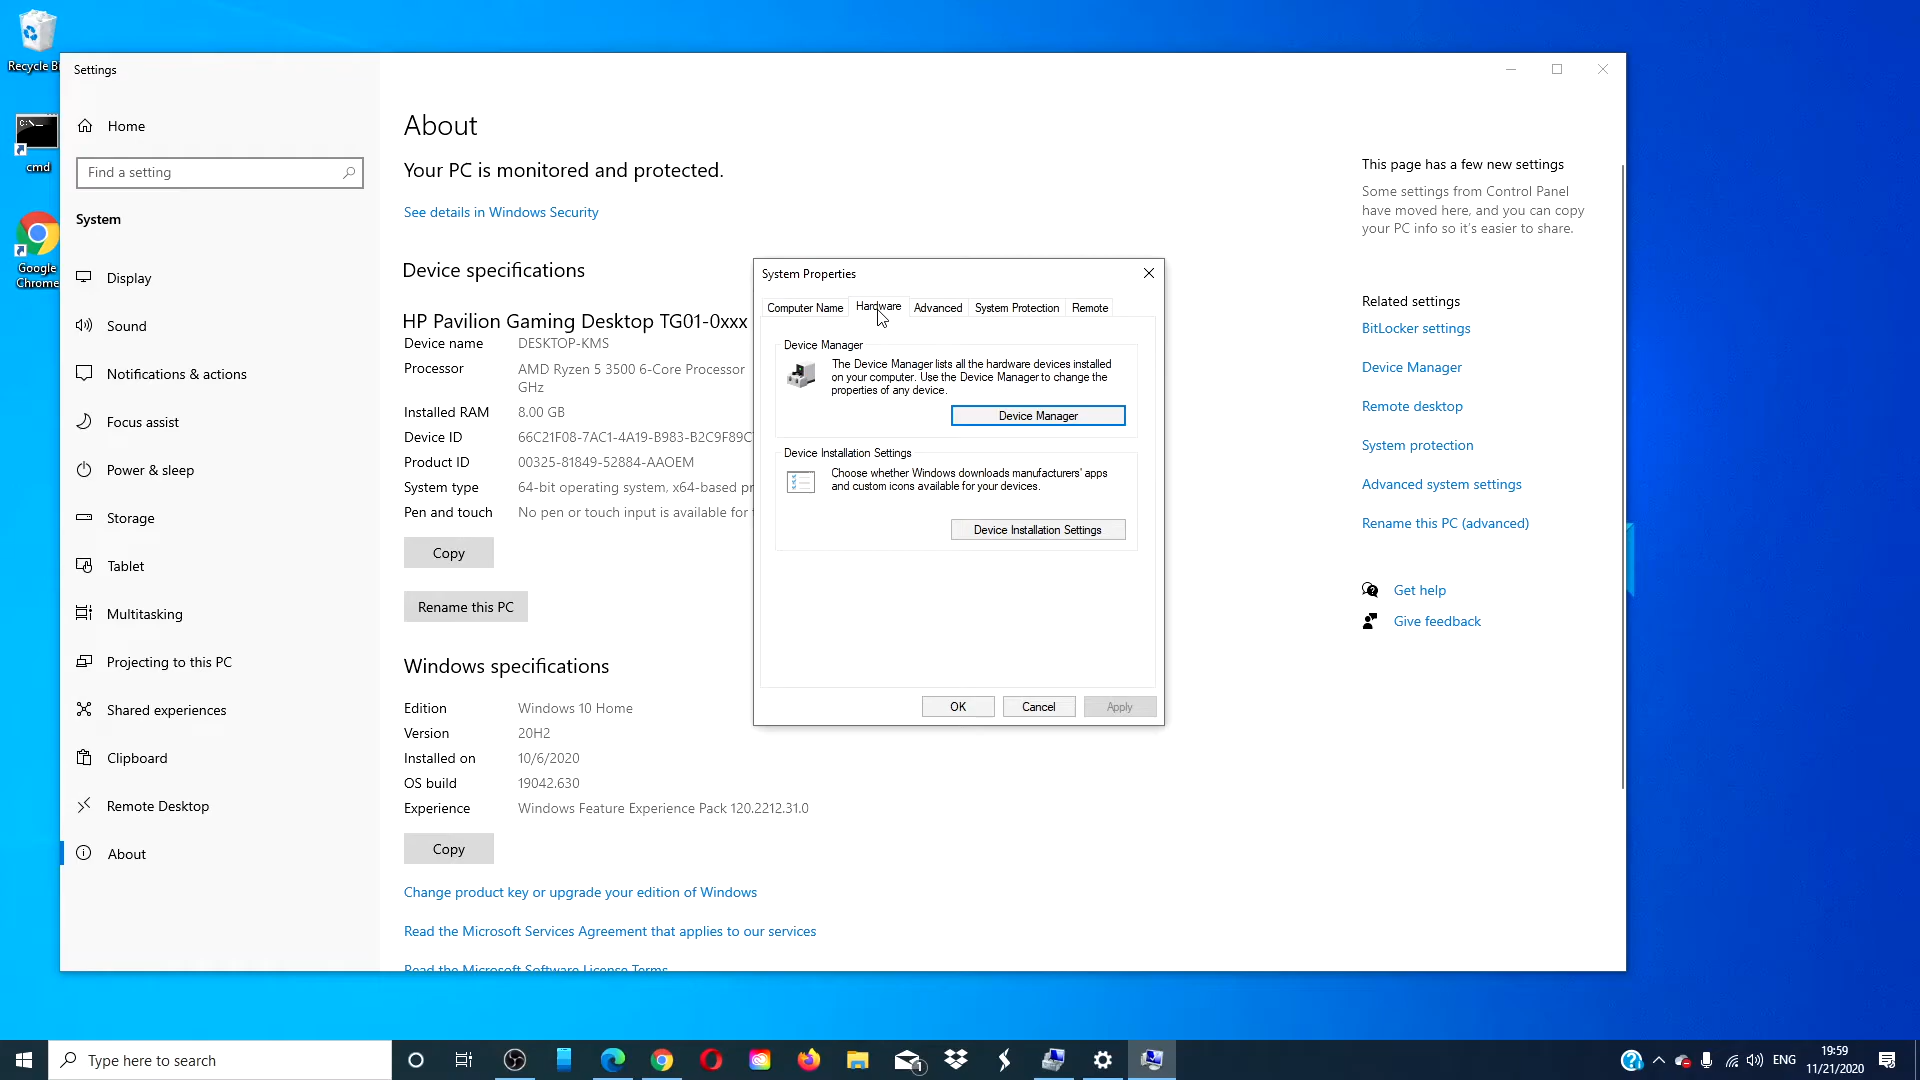 Recycle Bi
cmd
Google
Chrome
Settings
Home
Find a setting
System
Display
Sound
Notifications & actions
Focus assist
Power & sleep
Storage
Tablet
Multitasking
Projecting to this PC
Shared experiences
Clipboard
Remote Desktop
About
About
Your PC is monitored and protected.
See details in Windows Security
Device specifications
HP Pavilion Gaming Desktop TG01-0xxx
Device name DESKTOP-KMS
Processor AMD Ryzen 5 3500 6-Core Processor
GHz
Installed RAM 8.00 GB
Device ID 66C21F08-7AC1-4A19-B983-B2C9F89C
Product ID 00325-81849-52884-AAOEM
System type 64-bit operating system, x64-based pr
Pen and touch No pen or touch input is available for
Copy
Rename this PC
Windows specifications
Edition Windows 10 Home
Version 20H2
Installed on 10/6/2020
OS build 19042.630
Experience Windows Feature Experience Pack 120.2212.31.0
Copy
Change product key or upgrade your edition of Windows
Read the Microsoft Services Agreement that applies to our services
Read the Microsoft Software License Terms
System Properties
Computer Name Hardware Advanced System Protection Remote
Device Manager
The Device Manager lists all the hardware devices installed
on your computer. Use the Device Manager to change the
properties of any device.
Device Manager
Device Installation Settings
Choose whether Windows downloads manufacturers' apps
and custom icons available for your devices.
Device Installation Settings
OK Cancel Apply
This page has a few new settings
Some settings from Control Panel
have moved here, and you can copy
your PC info so it's easier to share.
Related settings
BitLocker settings
Device Manager
Remote desktop
System protection
Advanced system settings
Rename this PC (advanced)
Get help
Give feedback
Type here to search
1
ENG
19:59
11/21/2020